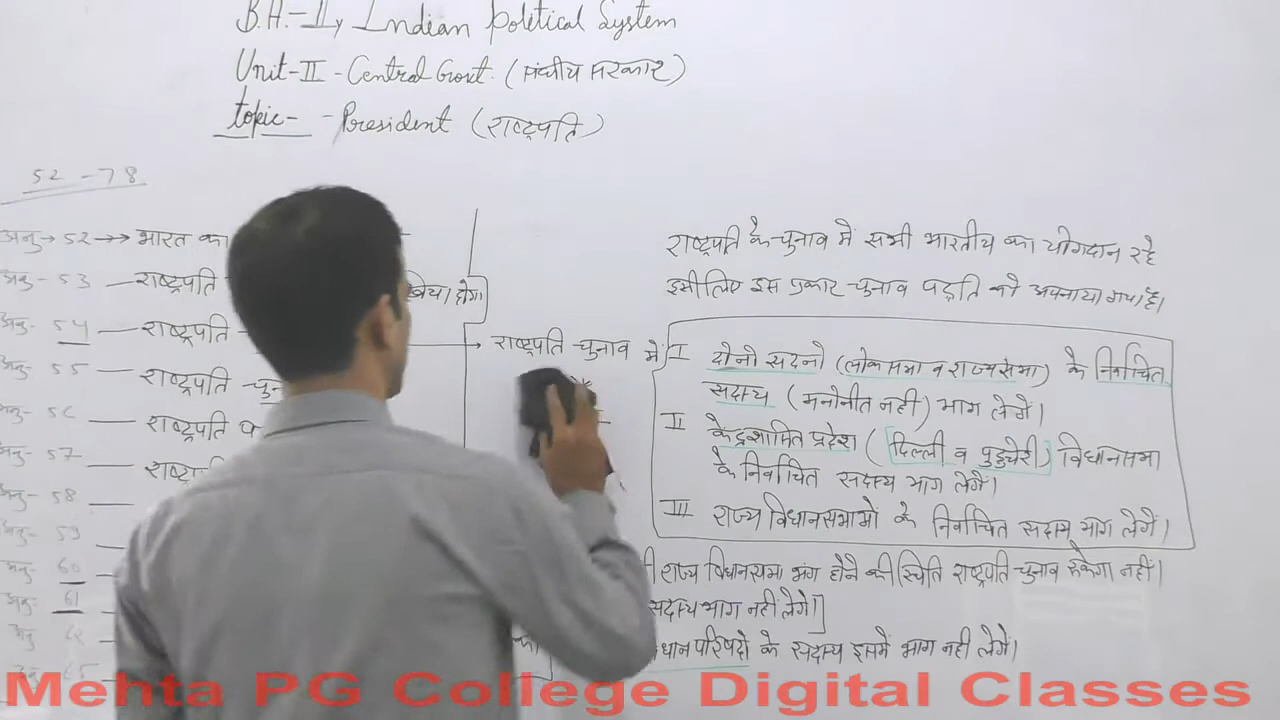 B.A.-II, Indian Political System
Unit-II - Central Govt. (संघीय सरकार)
topic- - President (राष्ट्रपति)
52 -78
अनु→ 52 →→ भारत का
अनु- 53 — राष्ट्रपति
अनु- 54 — राष्ट्रपति -
अनु- 55 राष्ट्रपति
अनु- 56 — राष्ट्रपति
अनु- 57 —
अनु- 58 —
अनु- 59
अनु- 60
अनु- 61
होगा
राष्ट्रपति चुनाव में
राष्ट्रपति के चुनाव में सभी भारतीय का योगदान रहे
इसीलिए इस प्रकार चुनाव पद्धति को अपनाया गया है।
I दोनो सदनो (लोकसभा व राज्यसभा) के निर्वाचित
सदस्य (मनोनीत नहीं) भाग लेगें।
II केन्द्रशासित प्रदेश (दिल्ली व पुडुचेरी) विधानसभा
के निर्वाचित सदस्य भाग लेगें।
III राज्य विधानसभाओ के निर्वाचित सदस्य भाग लेगें।
राज्य विधानसभा भंग होने की स्थिति राष्ट्रपति चुनाव रुकेगा नहीं।
सदस्य भाग नहीं लेगे।]
धान परिषदो के सदस्य इसमें भाग नही लेगें।
Mehta PG College Digital Classes